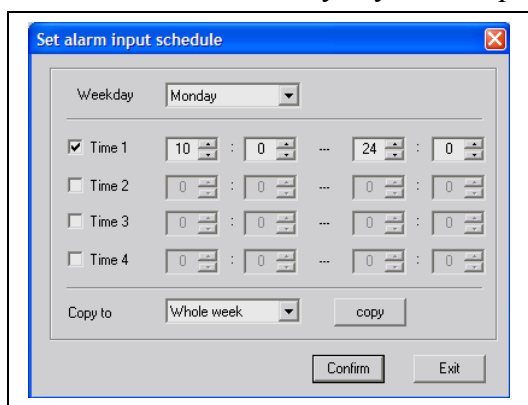 Set alarm input schedule
Weekday Monday
Time 1 10 : 0 --- 24 : 0
Time 2 0 : 0 --- 0 : 0
Time 3 0 : 0 --- 0 : 0
Time 4 0 : 0 --- 0 : 0
Copy to Whole week copy
Confirm Exit